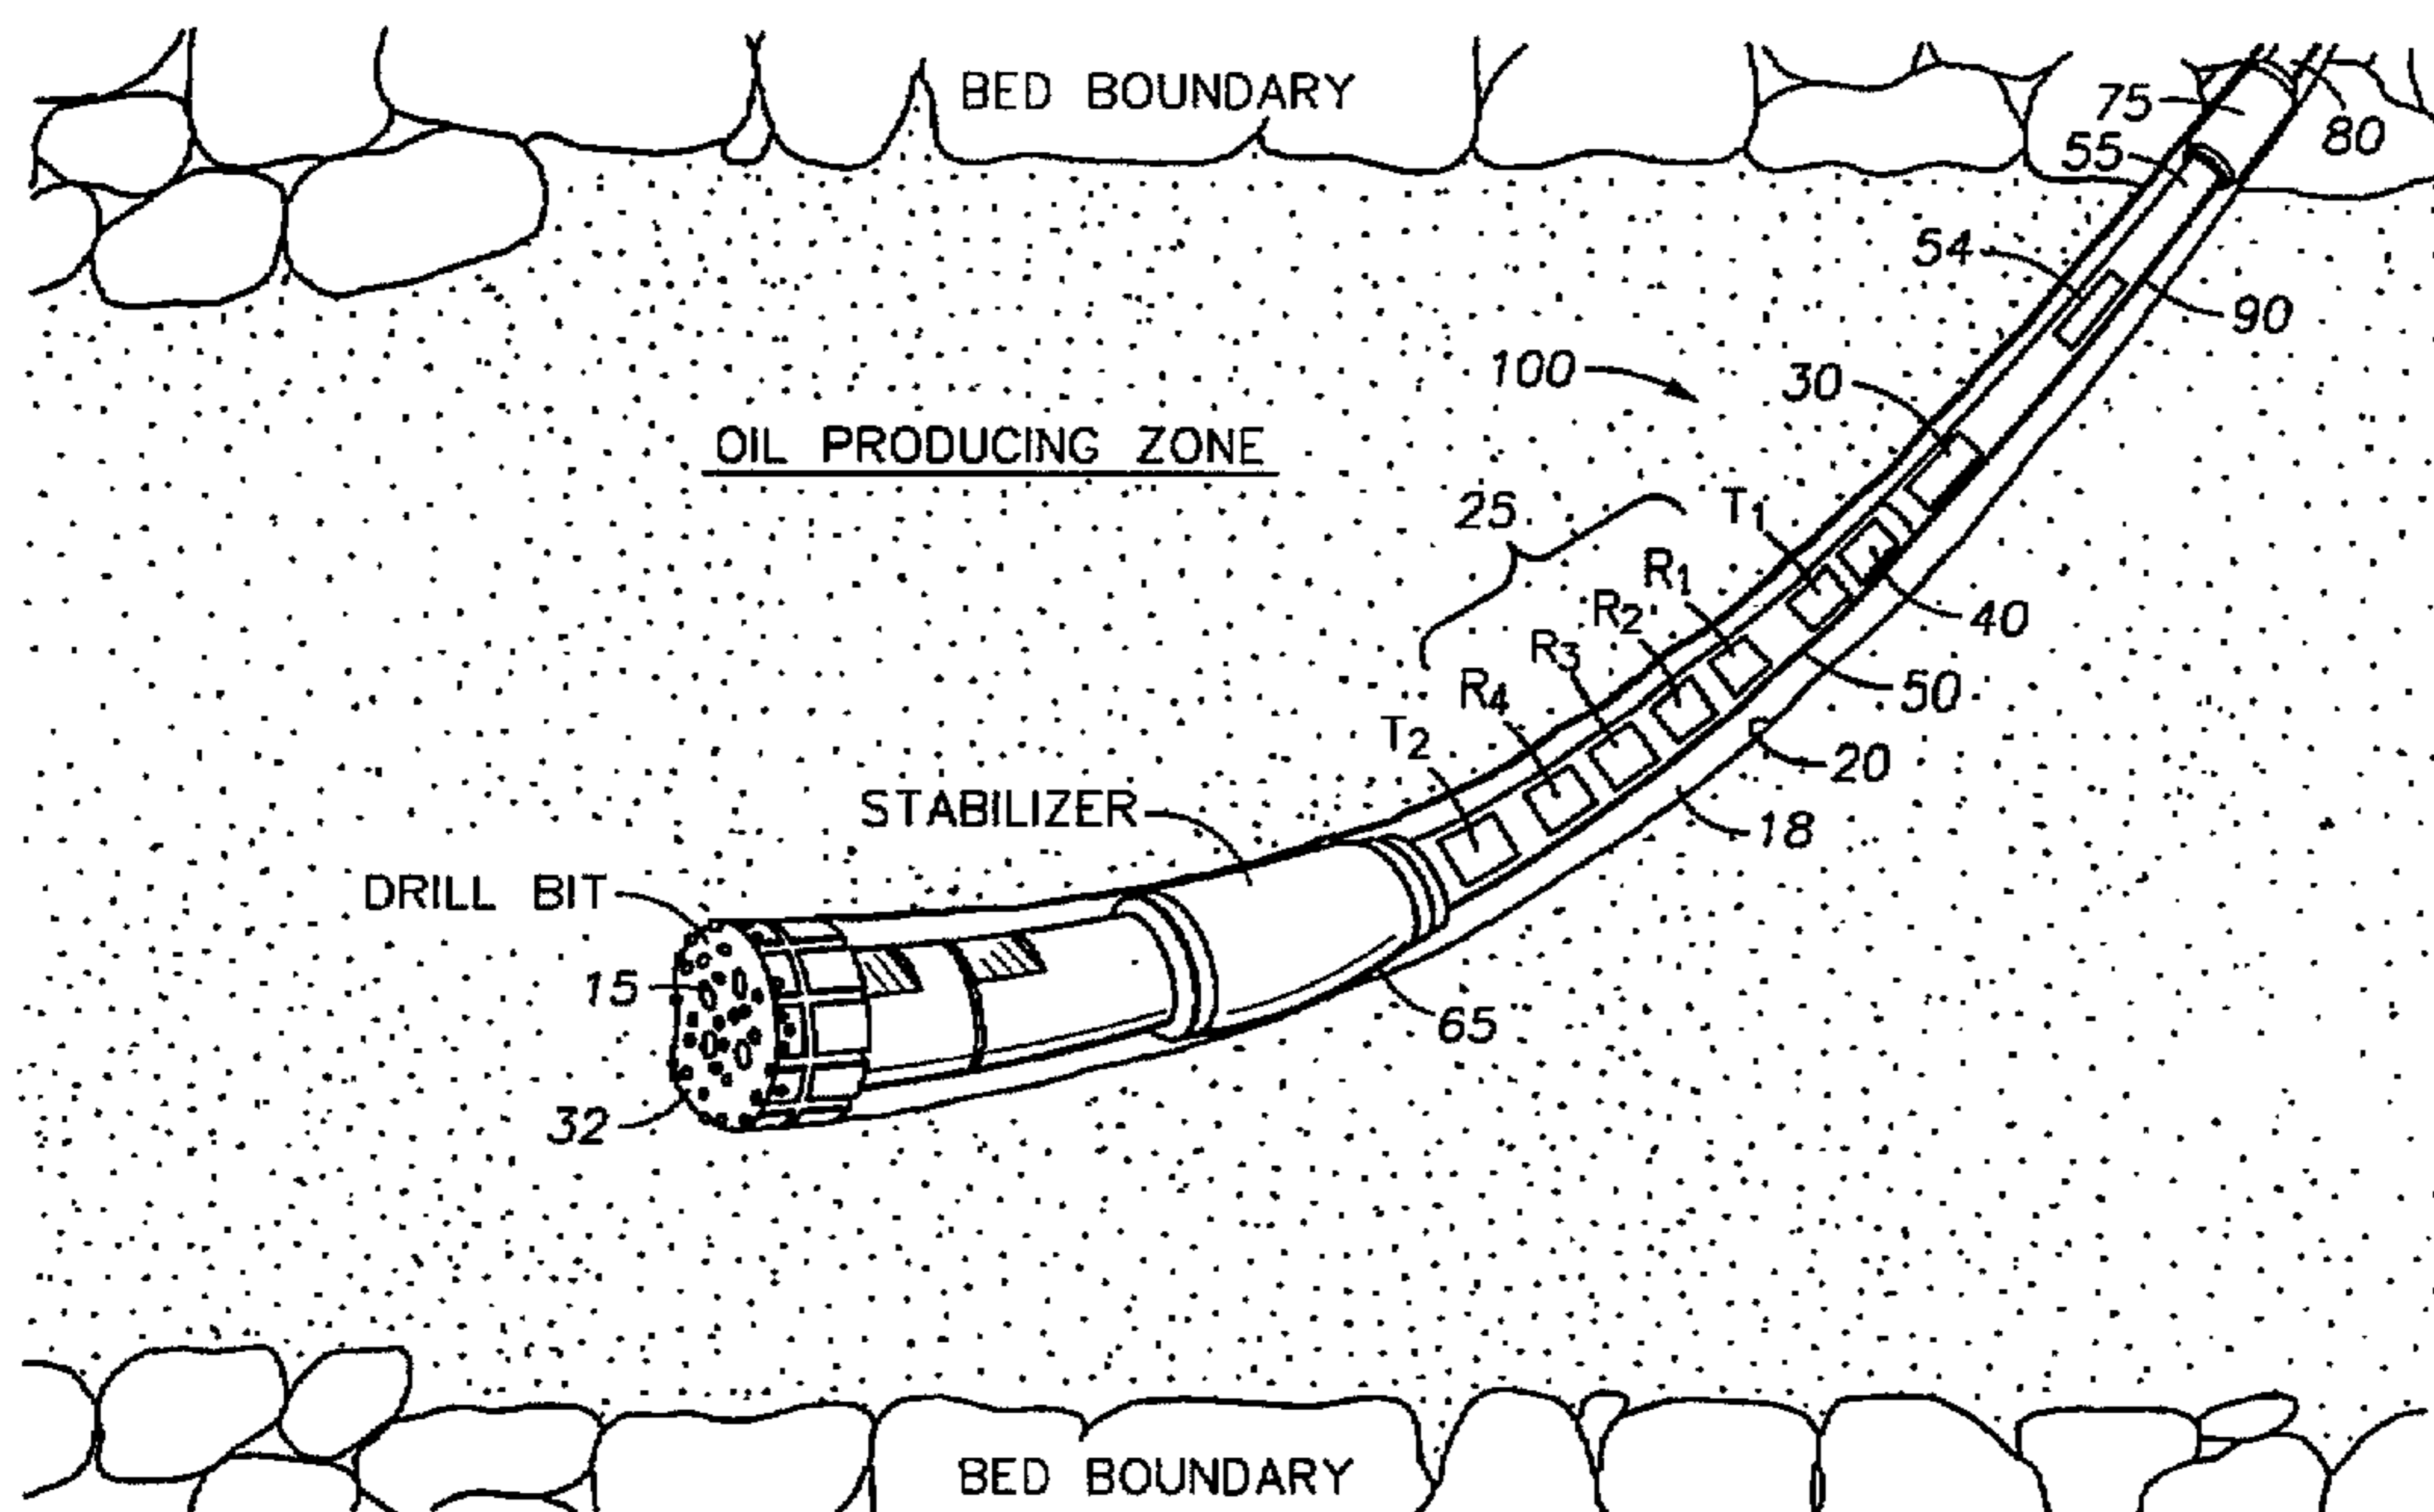 BED BOUNDARY
75
80
55
54
90
100
30
OIL PRODUCING ZONE
25
T1
R1
R2
40
R3
50
R4
T2
20
STABILIZER
18
DRILL BIT
15
65
32
BED BOUNDARY